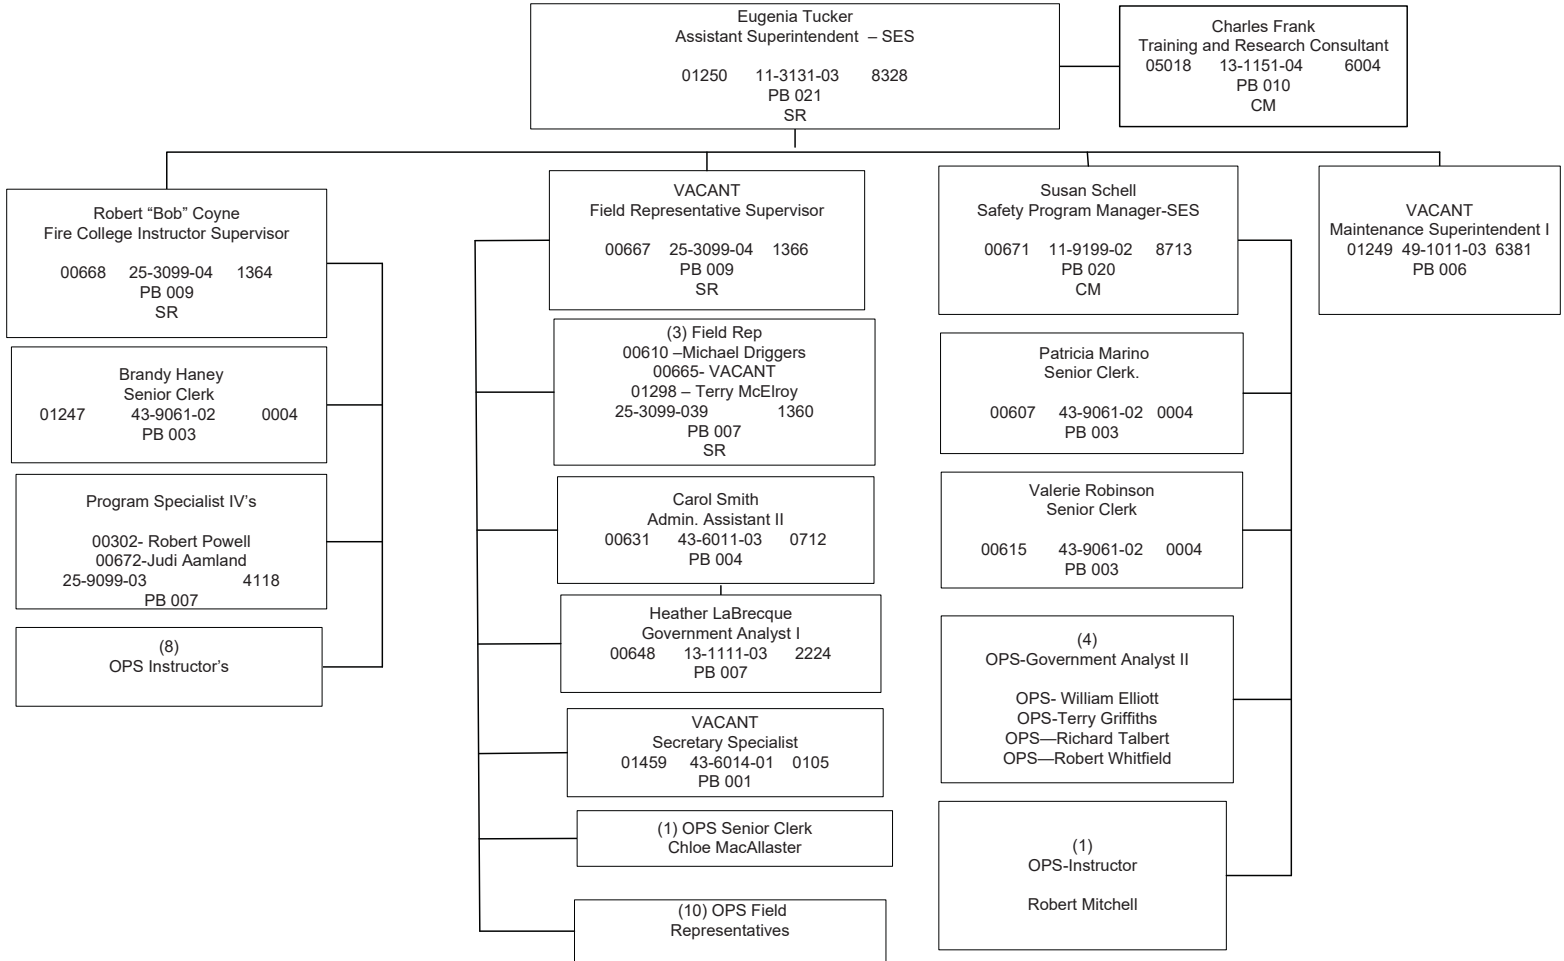 Eugenia Tucker
Assistant Superintendent – SES
01250 11-3131-03 8328
PB 021
SR
Charles Frank
Training and Research Consultant
05018 13-1151-04 6004
PB 010
CM
Robert “Bob” Coyne
Fire College Instructor Supervisor
00668 25-3099-04 1364
PB 009
SR
Brandy Haney
Senior Clerk
01247 43-9061-02 0004
PB 003
Program Specialist IV’s
00302- Robert Powell
00672-Judi Aamland
25-9099-03 4118
PB 007
(8)
OPS Instructor’s
VACANT
Field Representative Supervisor
00667 25-3099-04 1366
PB 009
SR
(3) Field Rep
00610 –Michael Driggers
00665- VACANT
01298 – Terry McElroy
25-3099-039 1360
PB 007
SR
Carol Smith
Admin. Assistant II
00631 43-6011-03 0712
PB 004
Heather LaBrecque
Government Analyst I
00648 13-1111-03 2224
PB 007
VACANT
Secretary Specialist
01459 43-6014-01 0105
PB 001
(1) OPS Senior Clerk
Chloe MacAllaster
(10) OPS Field
Representatives
Susan Schell
Safety Program Manager-SES
00671 11-9199-02 8713
PB 020
CM
Patricia Marino
Senior Clerk.
00607 43-9061-02 0004
PB 003
Valerie Robinson
Senior Clerk
00615 43-9061-02 0004
PB 003
(4)
OPS-Government Analyst II
OPS- William Elliott
OPS-Terry Griffiths
OPS—Richard Talbert
OPS—Robert Whitfield
(1)
OPS-Instructor
Robert Mitchell
VACANT
Maintenance Superintendent I
01249 49-1011-03 6381
PB 006